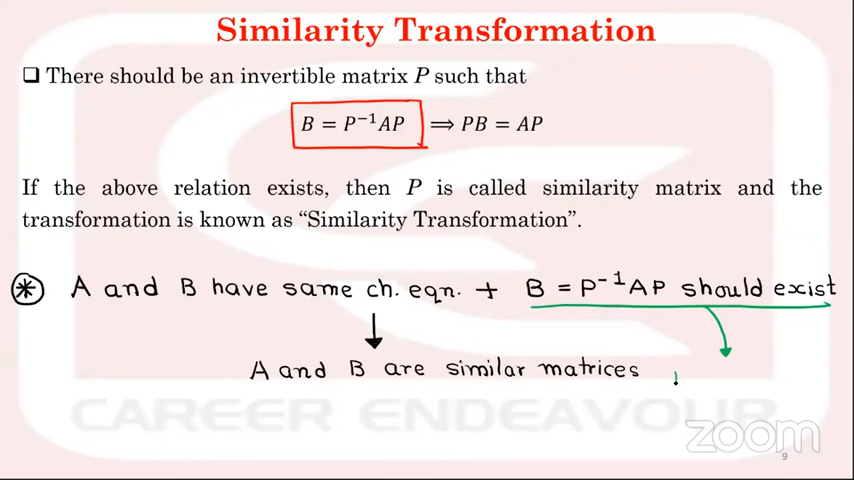 Similarity Transformation
❑ There should be an invertible matrix P such that
B = P⁻¹AP ⟹ PB = AP
If the above relation exists, then P is called similarity matrix and the
transformation is known as “Similarity Transformation”.
✱ A and B have same ch. eqn. + B = P⁻¹AP should exist
A and B are similar matrices
CAREER ENDEAVOUR
zoom
9